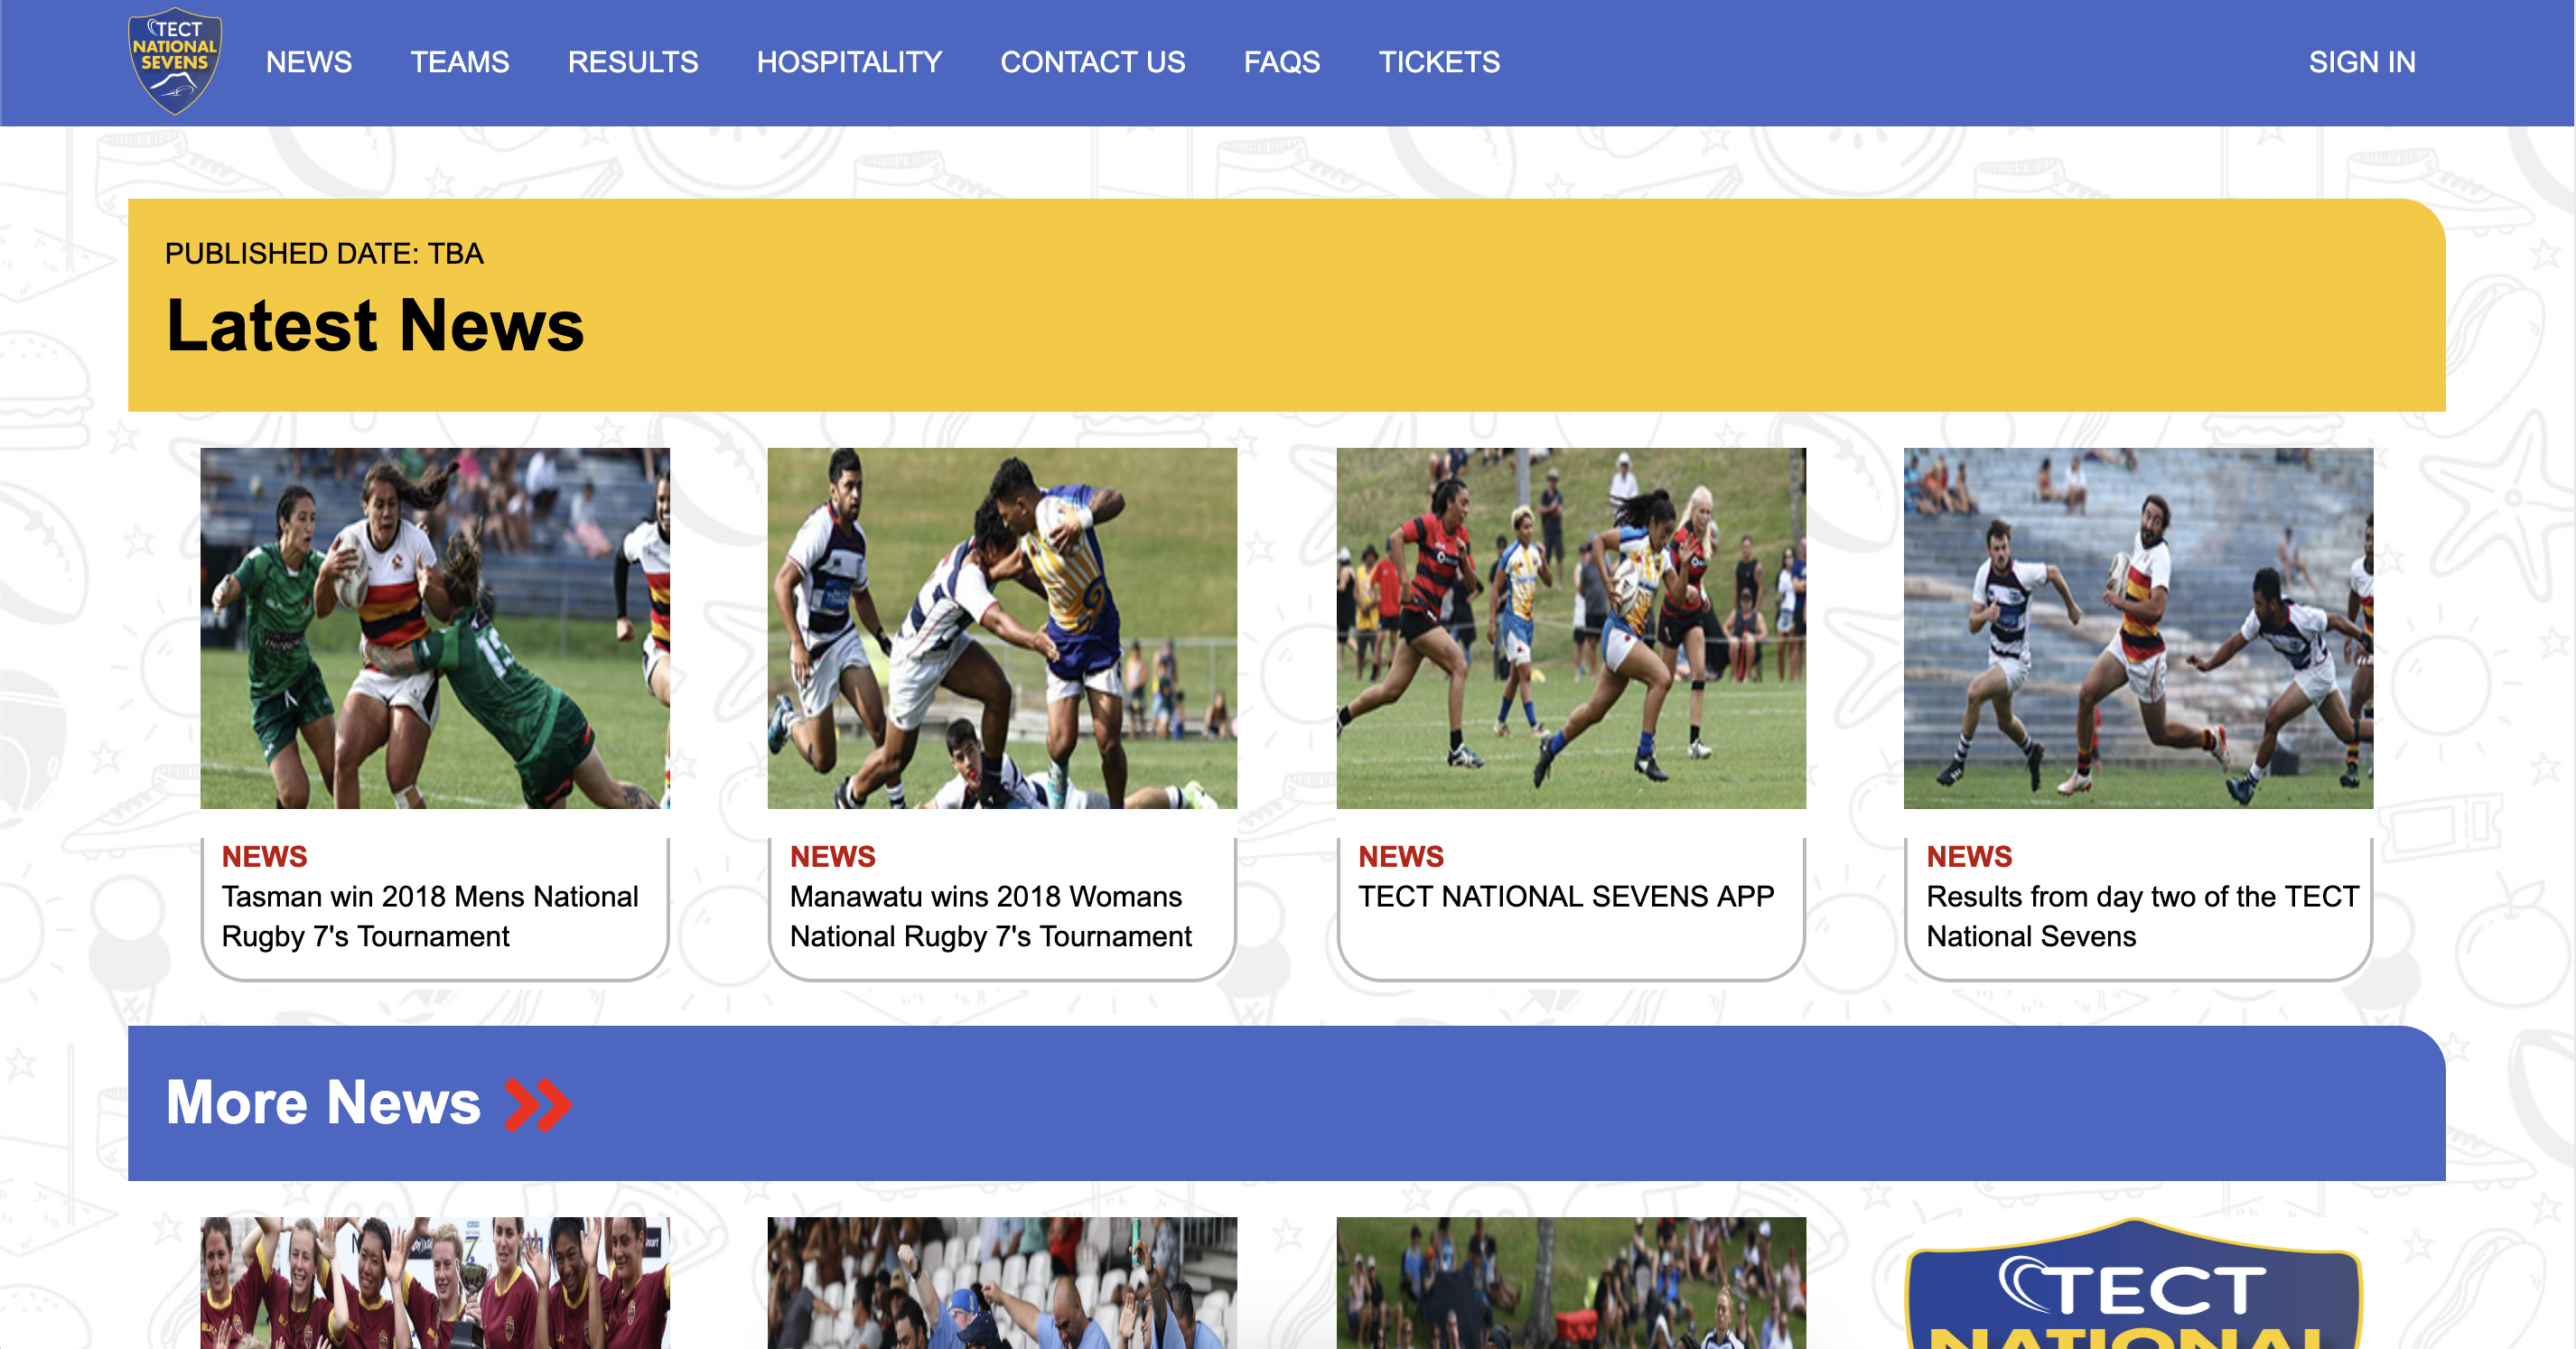 TECT
NATIONAL
SEVENS
NEWS TEAMS RESULTS HOSPITALITY CONTACT US FAQS TICKETS SIGN IN
PUBLISHED DATE: TBA
Latest News
NEWS
Tasman win 2018 Mens National
Rugby 7's Tournament
NEWS
Manawatu wins 2018 Womans
National Rugby 7's Tournament
NEWS
TECT NATIONAL SEVENS APP
NEWS
Results from day two of the TECT
National Sevens
More News
TECT
NATIONAL